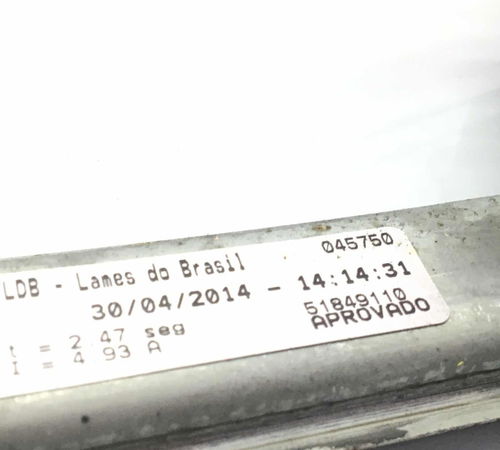 045750
LDB - Lames do Brasil
30/04/2014 - 14:14:31
t = 2.47 seg 51849110
I = 4.93 A APROVADO